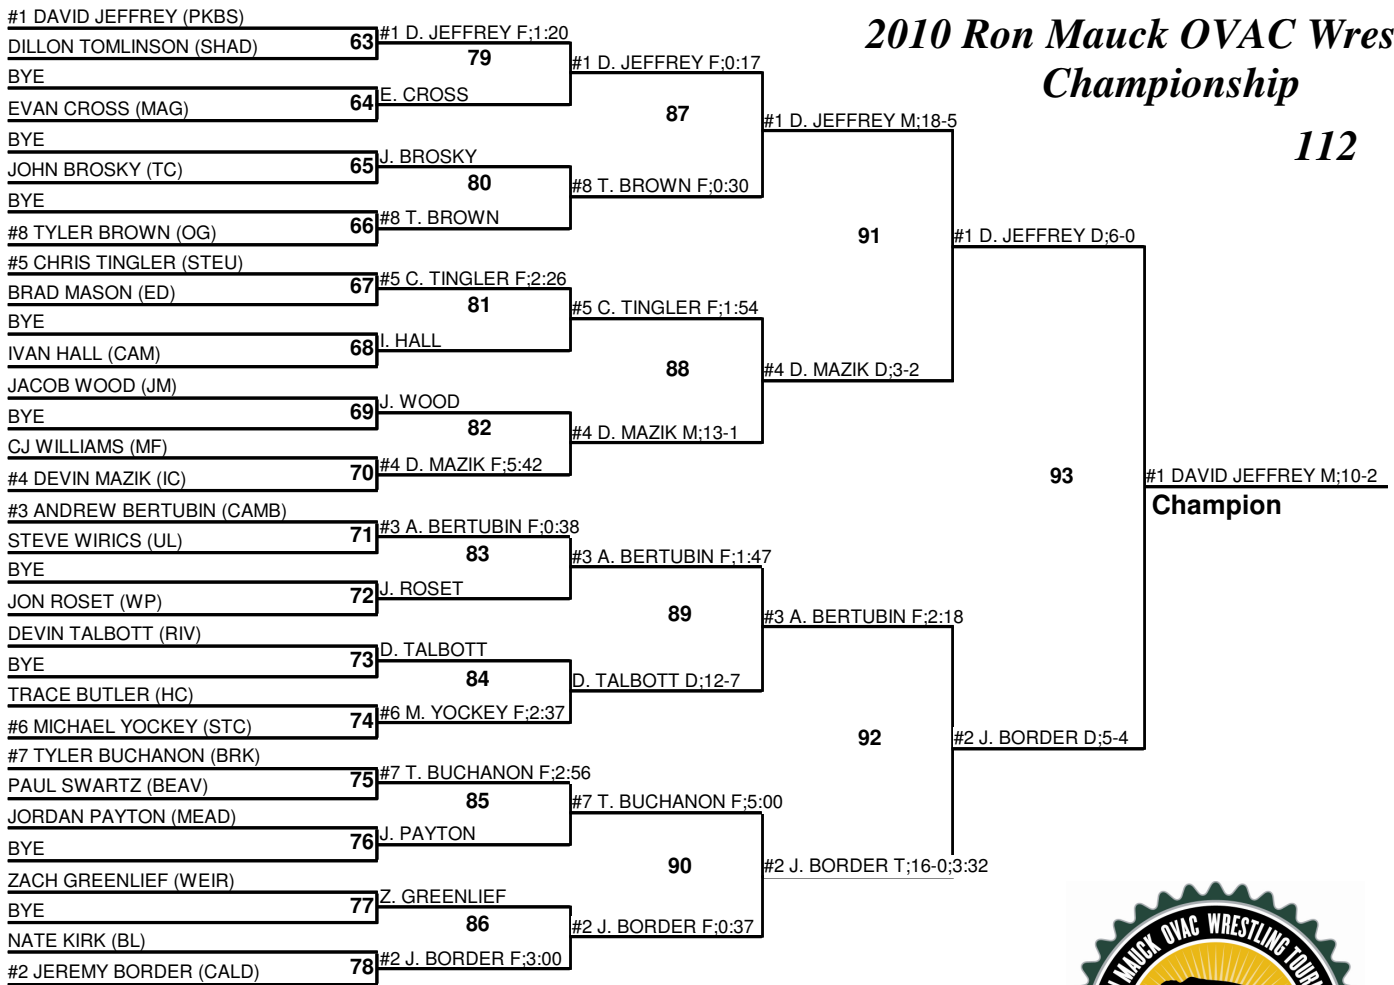 2010 Ron Mauck OVAC Wres
Championship
112
#1 DAVID JEFFREY (PKBS)
DILLON TOMLINSON (SHAD)
BYE
EVAN CROSS (MAG)
BYE
JOHN BROSKY (TC)
BYE
#8 TYLER BROWN (OG)
#5 CHRIS TINGLER (STEU)
BRAD MASON (ED)
BYE
IVAN HALL (CAM)
JACOB WOOD (JM)
BYE
CJ WILLIAMS (MF)
#4 DEVIN MAZIK (IC)
#3 ANDREW BERTUBIN (CAMB)
STEVE WIRICS (UL)
BYE
JON ROSET (WP)
DEVIN TALBOTT (RIV)
BYE
TRACE BUTLER (HC)
#6 MICHAEL YOCKEY (STC)
#7 TYLER BUCHANON (BRK)
PAUL SWARTZ (BEAV)
JORDAN PAYTON (MEAD)
BYE
ZACH GREENLIEF (WEIR)
BYE
NATE KIRK (BL)
#2 JEREMY BORDER (CALD)
63
64
65
66
67
68
69
70
71
72
73
74
75
76
77
78
#1 D. JEFFREY F;1:20
79
E. CROSS
J. BROSKY
80
#8 T. BROWN
#5 C. TINGLER F;2:26
81
I. HALL
J. WOOD
82
#4 D. MAZIK F;5:42
#3 A. BERTUBIN F;0:38
83
J. ROSET
D. TALBOTT
84
#6 M. YOCKEY F;2:37
#7 T. BUCHANON F;2:56
85
J. PAYTON
Z. GREENLIEF
86
#2 J. BORDER F;3:00
#1 D. JEFFREY F;0:17
87
#8 T. BROWN F;0:30
#5 C. TINGLER F;1:54
88
#4 D. MAZIK M;13-1
#3 A. BERTUBIN F;1:47
89
D. TALBOTT D;12-7
#7 T. BUCHANON F;5:00
90
#2 J. BORDER F;0:37
#1 D. JEFFREY M;18-5
91
#4 D. MAZIK D;3-2
#3 A. BERTUBIN F;2:18
92
#2 J. BORDER T;16-0;3:32
#1 D. JEFFREY D;6-0
93
#2 J. BORDER D;5-4
#1 DAVID JEFFREY M;10-2
Champion
MAUCK OVAC WRESTLING TOUR